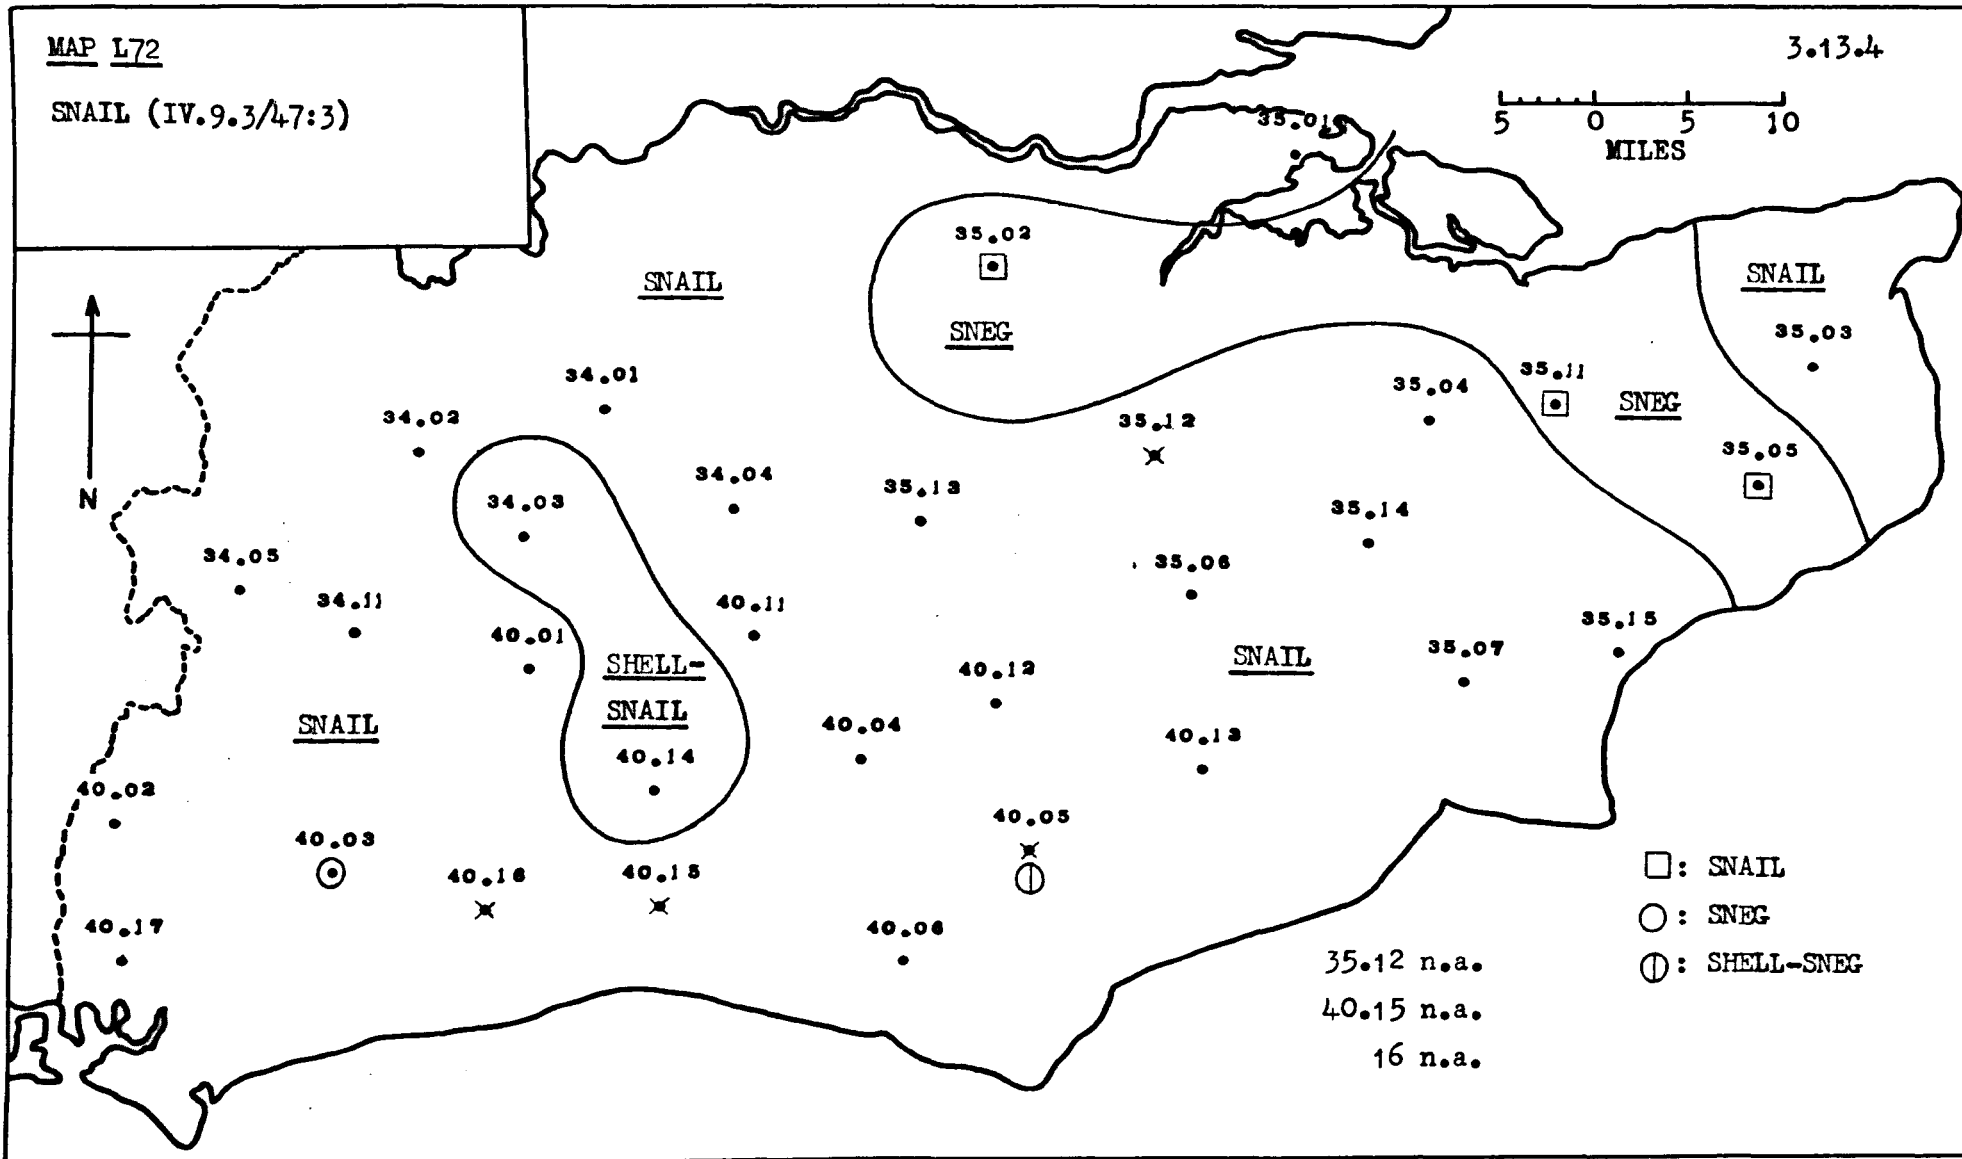 MAP L72
3.13.4
SNAIL (IV.9.3/47:3)
5 0 5 10
MILES
35.01
35.02
SNAIL
SNAIL
SNEG
35.03
34.01
35.11
35.04
SNEG
34.02
35.12
35.05
34.04
35.13
34.03
N
35.14
34.05
35.06
34.11
40.11
35.15
40.01
35.07
SHELL-
SNAIL
SNAIL
40.12
SNAIL
40.04
40.13
40.14
40.02
40.05
40.03
40.16
40.15
40.17
40.06
□: SNAIL
○: SNEG
⦶: SHELL-SNEG
35.12 n.a.
40.15 n.a.
16 n.a.